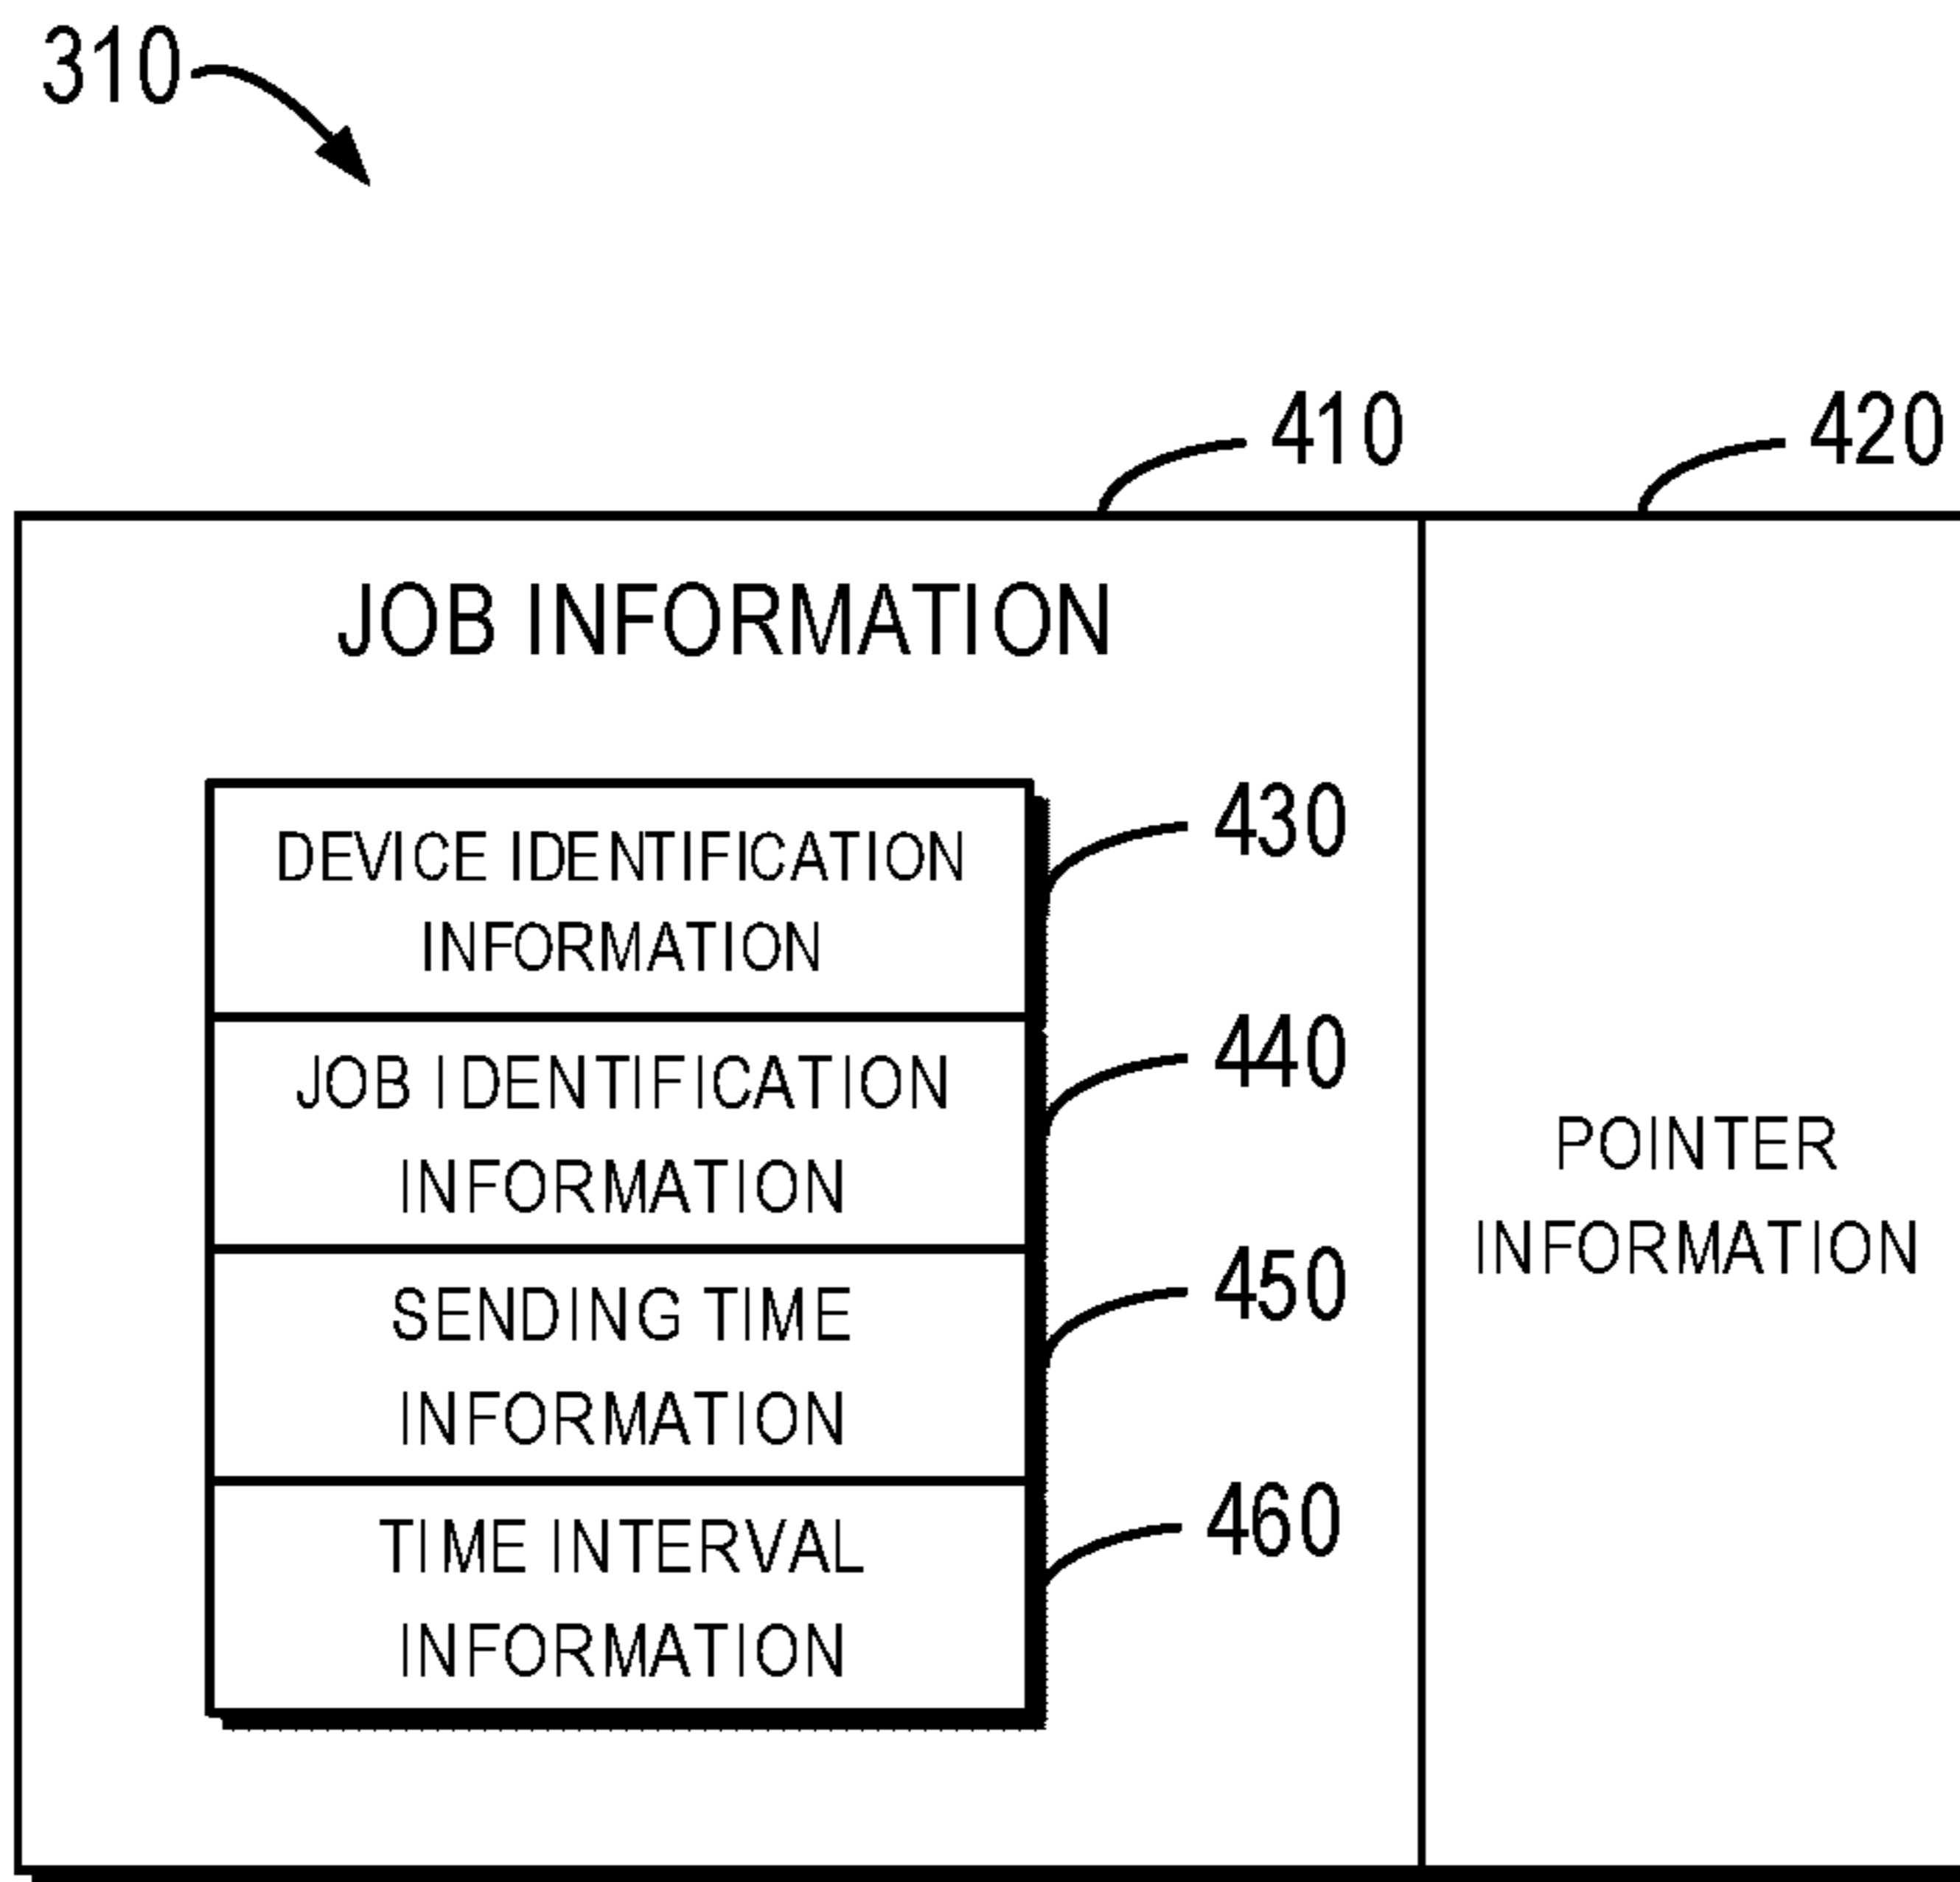 310
410
420
JOB INFORMATION
DEVICE IDENTIFICATION
INFORMATION
430
JOB IDENTIFICATION
INFORMATION
440
SENDING TIME
INFORMATION
450
TIME INTERVAL
INFORMATION
460
POINTER
INFORMATION